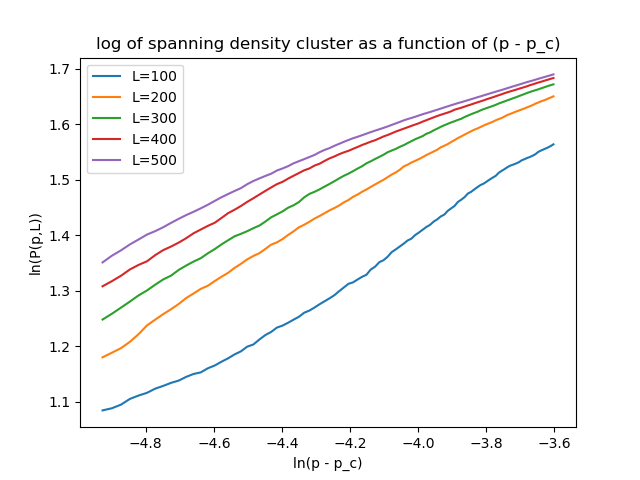 log of spanning density cluster as a function of (p - p_c)
L=100
L=200
L=300
L=400
L=500
ln(P(p,L))
1.7
1.6
1.5
1.4
1.3
1.2
1.1
−4.8 −4.6 −4.4 −4.2 −4.0 −3.8 −3.6
ln(p - p_c)